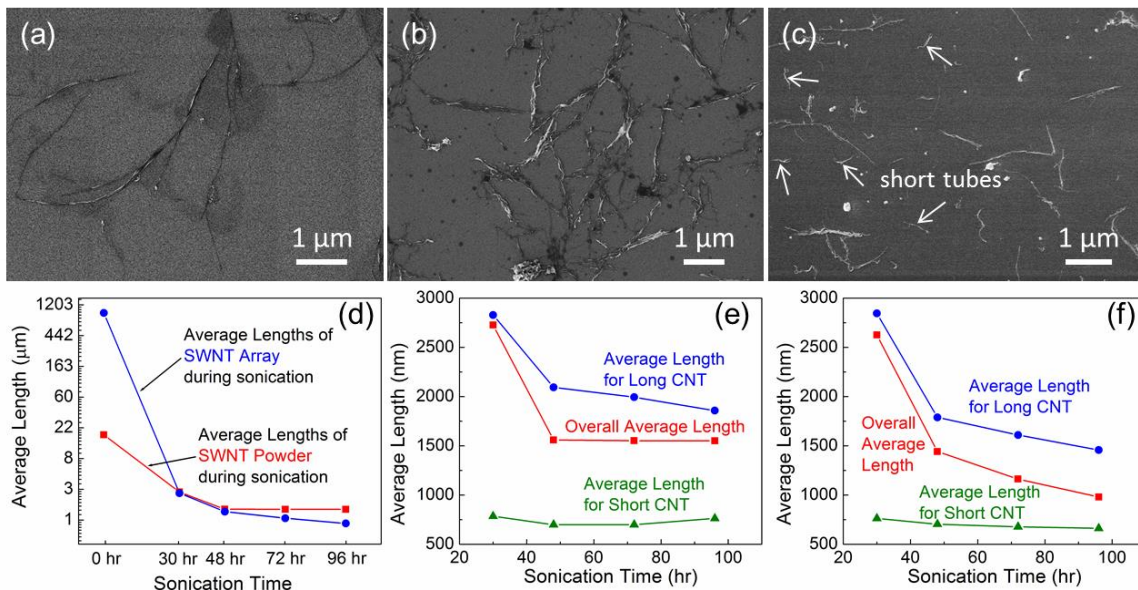 (a)
1 μm
(b)
1 μm
(c)
short tubes
1 μm
(d)
Average Length (μm)
1203
442
163
60
22
8
3
1
Average Lengths of
SWNT Array
during sonication
Average Lengths of
SWNT Powder
during sonication
0 hr
30 hr
48 hr
72 hr
96 hr
Sonication Time
(e)
Average Length (nm)
3000
2500
2000
1500
1000
500
Average Length
for Long CNT
Overall Average Length
Average Length
for Short CNT
20
40
60
80
100
Sonication Time (hr)
(f)
Average Length (nm)
3000
2500
2000
1500
1000
500
Average Length
for Long CNT
Overall
Average
Length
Average Length
for Short CNT
20
40
60
80
100
Sonication Time (hr)